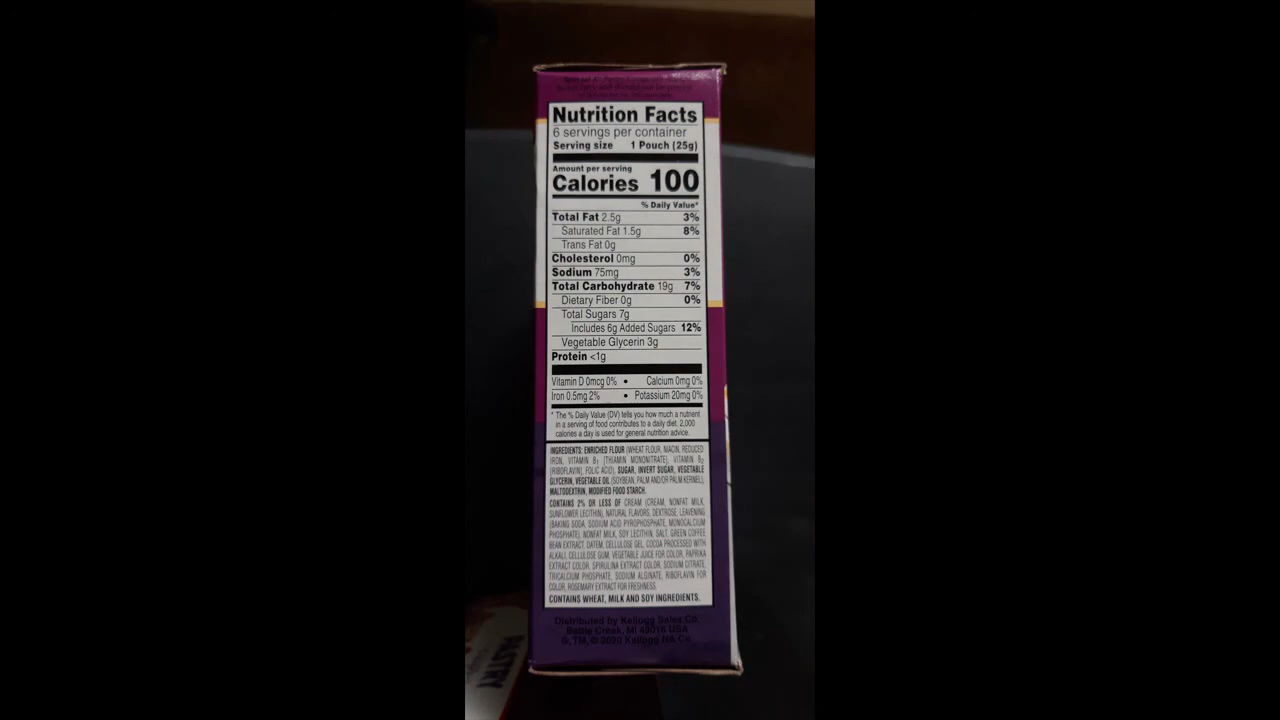 Nutrition Facts
6 servings per container
Serving size 1 Pouch (25g)
Amount per serving
Calories 100
% Daily Value*
Total Fat 2.5g 3%
Saturated Fat 1.5g 8%
Trans Fat 0g
Cholesterol 0mg 0%
Sodium 75mg 3%
Total Carbohydrate 19g 7%
Dietary Fiber 0g 0%
Total Sugars 7g
Includes 6g Added Sugars 12%
Vegetable Glycerin 3g
Protein <1g
Vitamin D 0mcg 0% • Calcium 0mg 0%
Iron 0.5mg 2% • Potassium 20mg 0%
* The % Daily Value (DV) tells you how much a nutrient
in a serving of food contributes to a daily diet. 2,000
calories a day is used for general nutrition advice.
INGREDIENTS: ENRICHED FLOUR (WHEAT FLOUR, NIACIN, REDUCED
IRON, VITAMIN B1 [THIAMIN MONONITRATE], VITAMIN B2
[RIBOFLAVIN], FOLIC ACID), SUGAR, INVERT SUGAR, VEGETABLE
GLYCERIN, VEGETABLE OIL (SOYBEAN, PALM AND/OR PALM KERNEL),
MALTODEXTRIN, MODIFIED FOOD STARCH.
CONTAINS 2% OR LESS OF CREAM (CREAM, NONFAT MILK,
SUNFLOWER LECITHIN), NATURAL FLAVORS, DEXTROSE, LEAVENING
(BAKING SODA, SODIUM ACID PYROPHOSPHATE, MONOCALCIUM
PHOSPHATE), NONFAT MILK, SOY LECITHIN, SALT, GREEN COFFEE
BEAN EXTRACT, DATEM, CELLULOSE GEL, COCOA PROCESSED WITH
ALKALI, CELLULOSE GUM, VEGETABLE JUICE FOR COLOR, PAPRIKA
EXTRACT COLOR, SPIRULINA EXTRACT COLOR, SODIUM CITRATE,
TRICALCIUM PHOSPHATE, SODIUM ALGINATE, RIBOFLAVIN FOR
COLOR, ROSEMARY EXTRACT FOR FRESHNESS.
CONTAINS WHEAT, MILK AND SOY INGREDIENTS.
Distributed by Kellogg Sales Co.
Battle Creek, MI 49016 USA
®, TM, © 2020 Kellogg NA Co.
PASTRY